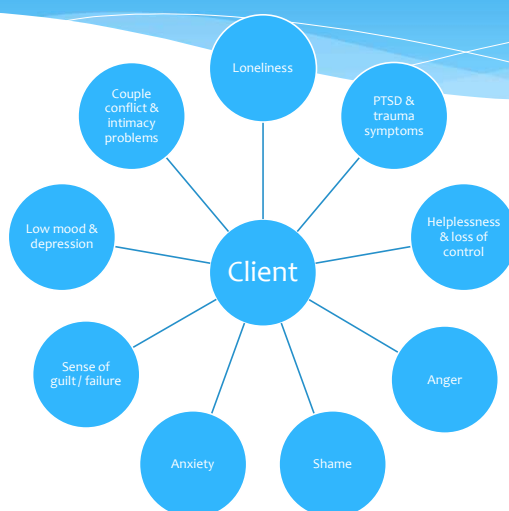 Loneliness
PTSD &
trauma
symptoms
Helplessness
& loss of
control
Anger
Shame
Anxiety
Sense of
guilt / failure
Low mood &
depression
Couple
conflict &
intimacy
problems
Client